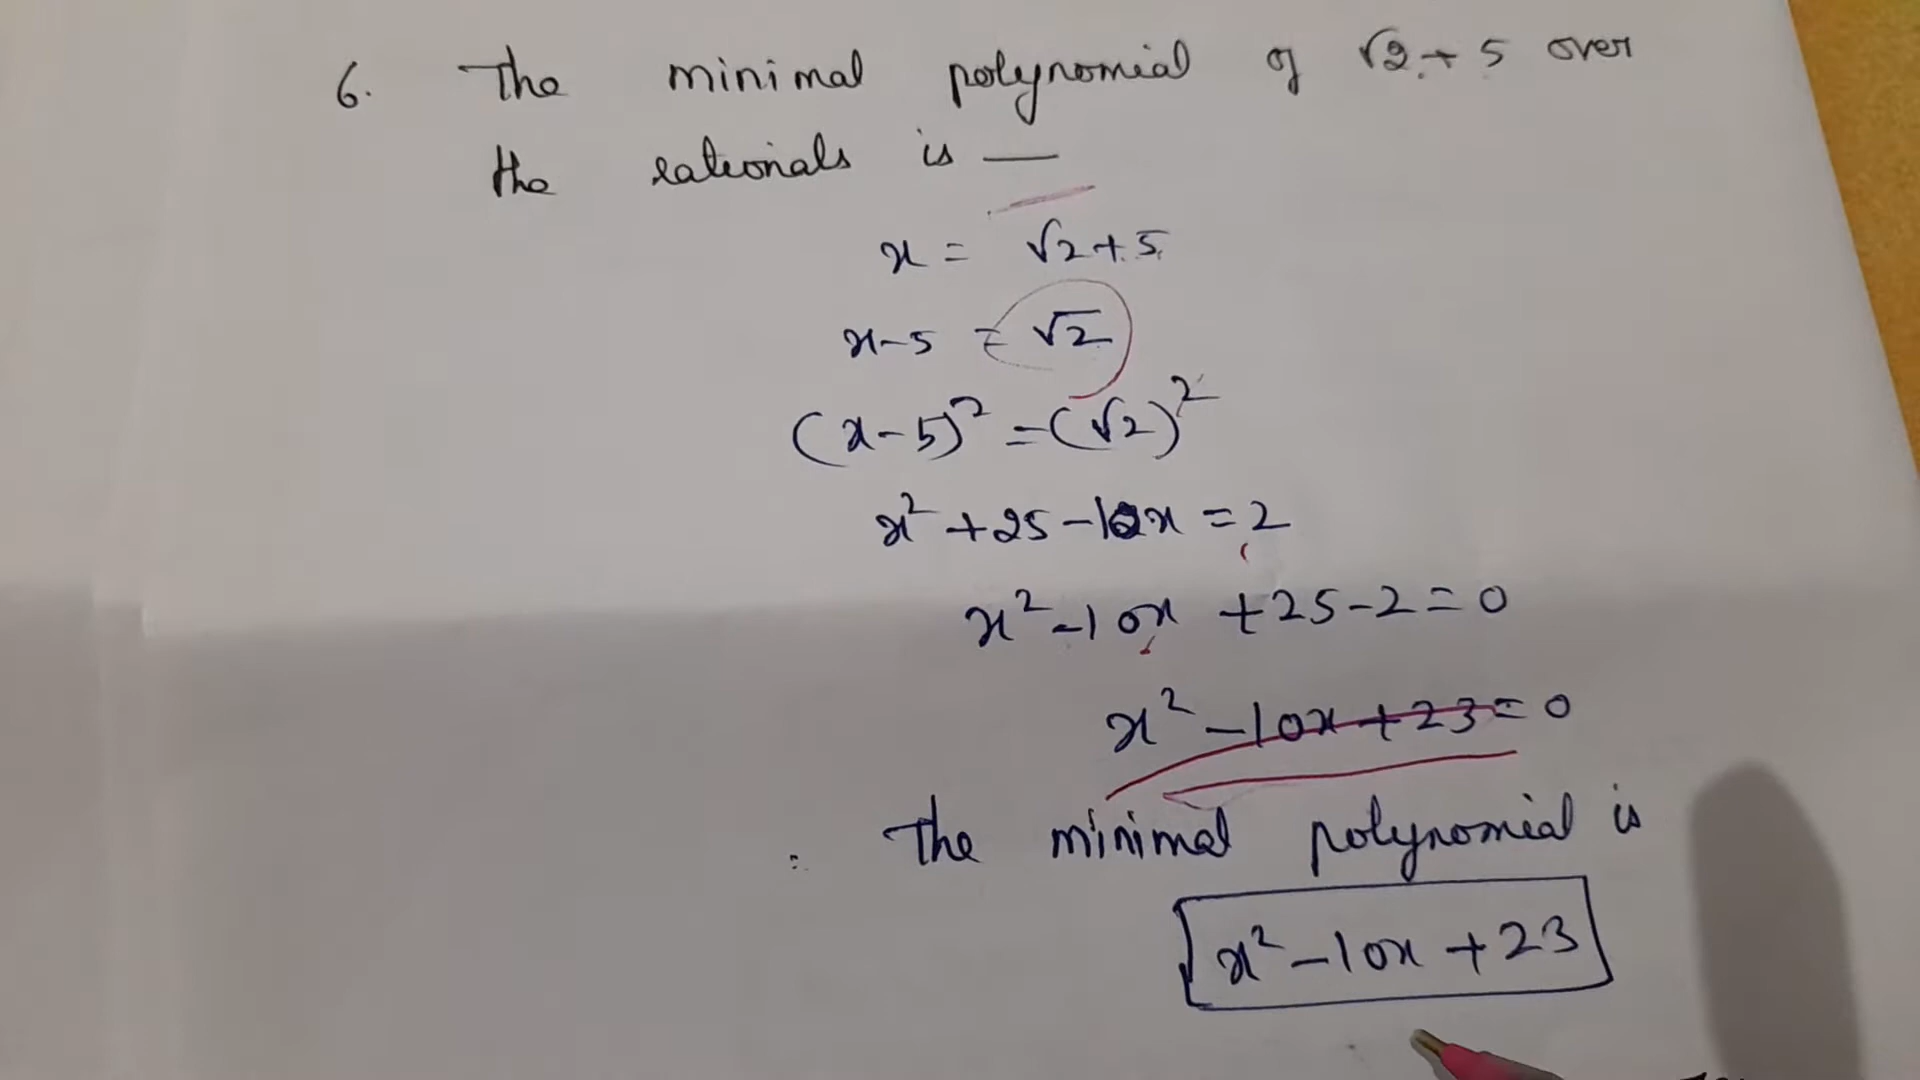 6. The minimal polynomial of √2 + 5 over
the rationals is —
x = √2 + 5
x - 5 = √2
(x - 5)² = (√2)²
x² + 25 - 10x = 2
x² - 10x + 25 - 2 = 0
x² - 10x + 23 = 0
∴ The minimal polynomial is
x² - 10x + 23